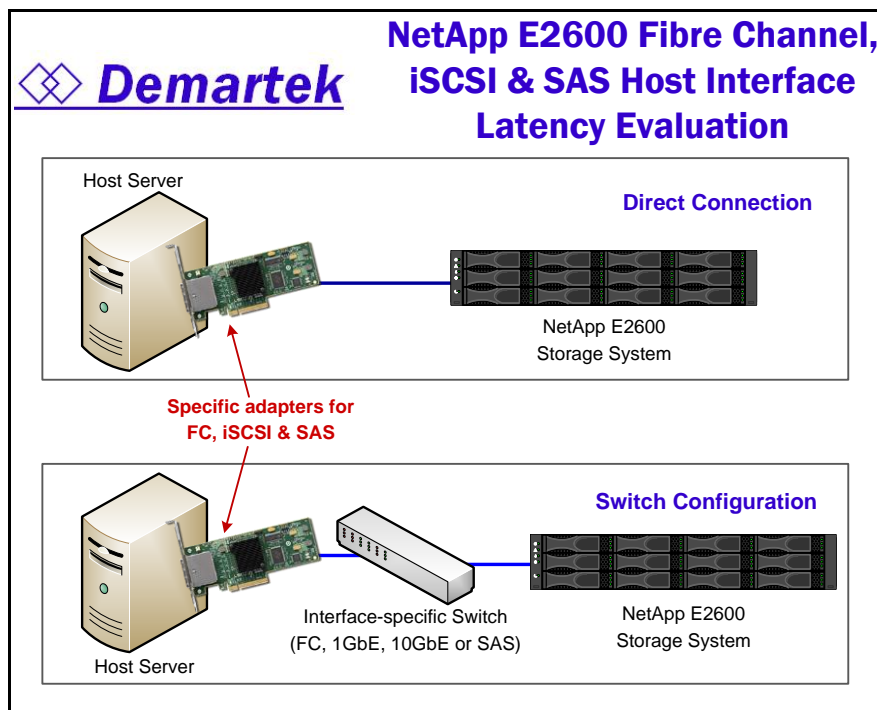 Demartek
NetApp E2600 Fibre Channel,
iSCSI & SAS Host Interface
Latency Evaluation
Host Server
Direct Connection
NetApp E2600
Storage System
Specific adapters for
FC, iSCSI & SAS
Switch Configuration
Interface-specific Switch
(FC, 1GbE, 10GbE or SAS)
NetApp E2600
Storage System
Host Server